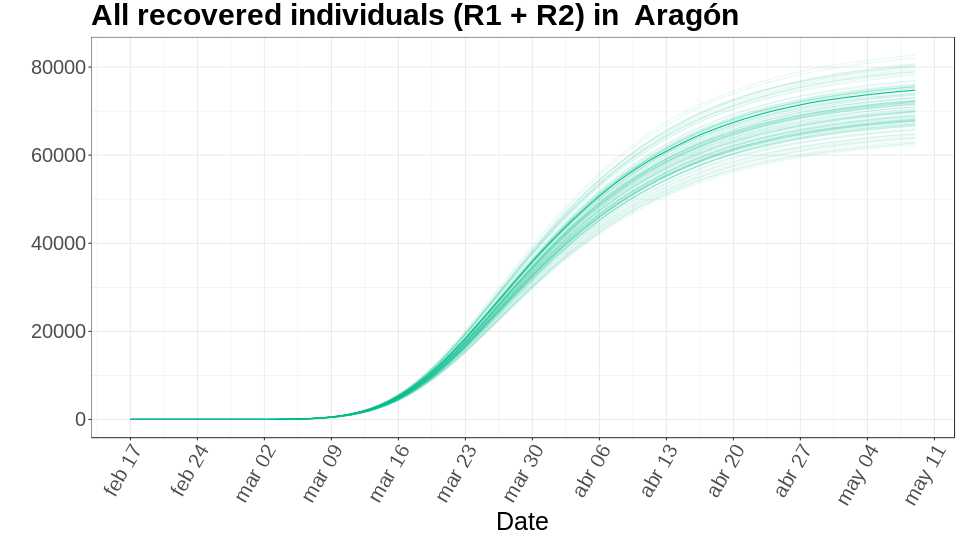 All recovered individuals (R1 + R2) in  Aragón
80000
60000
40000
20000
0
feb 17
feb 24
mar 02
mar 09
mar 16
mar 23
mar 30
abr 06
abr 13
abr 20
abr 27
may 04
may 11
Date